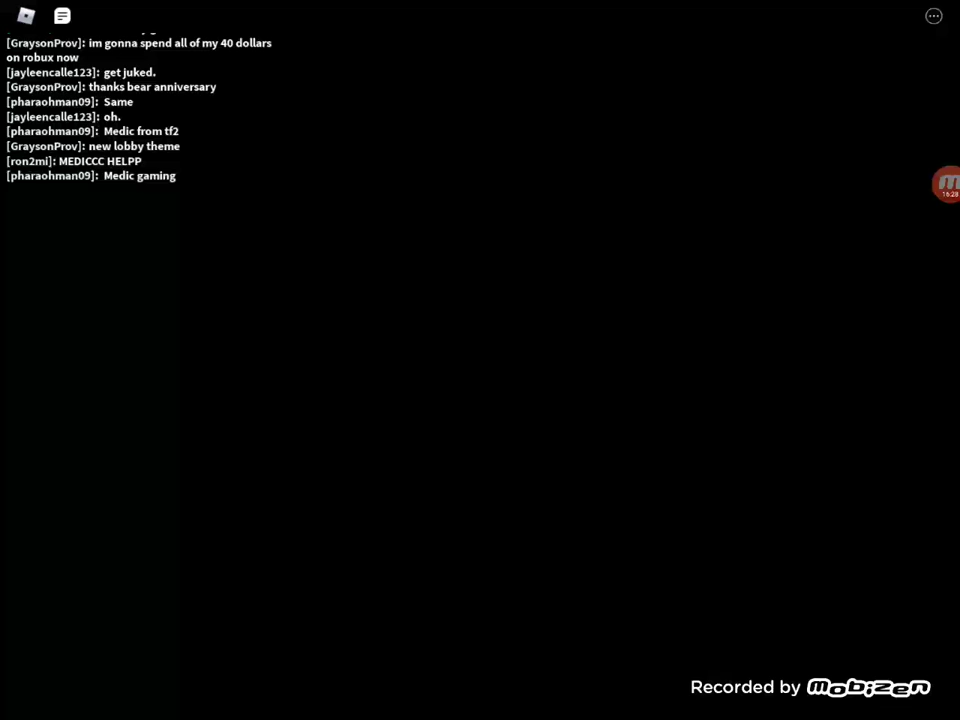 [GraysonProv]: im gonna spend all of my 40 dollars
on robux now
[jayleencalle123]: get juked.
[GraysonProv]: thanks bear anniversary
[pharaohman09]: Same
[jayleencalle123]: oh.
[pharaohman09]: Medic from tf2
[GraysonProv]: new lobby theme
[ron2mi]: MEDICCC HELPP
[pharaohman09]: Medic gaming
16:28
Recorded by mobizen